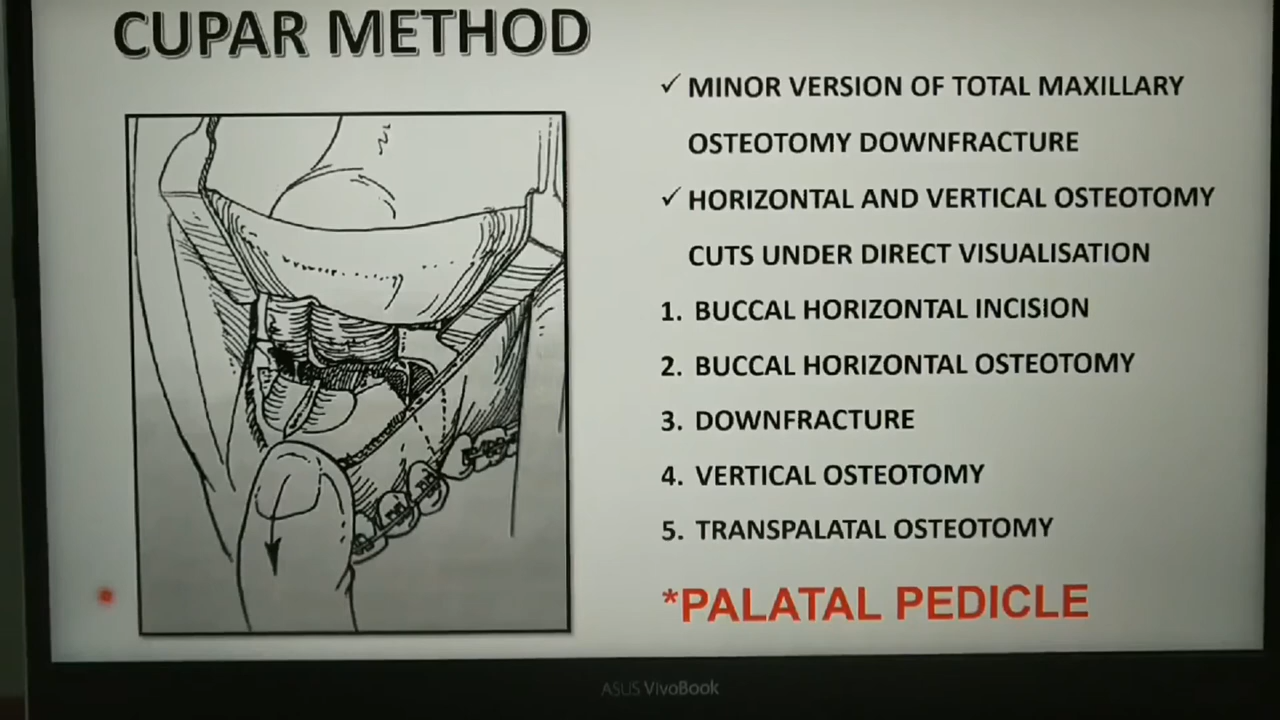 CUPAR METHOD
✓ MINOR VERSION OF TOTAL MAXILLARY
OSTEOTOMY DOWNFRACTURE
✓ HORIZONTAL AND VERTICAL OSTEOTOMY
CUTS UNDER DIRECT VISUALISATION
1. BUCCAL HORIZONTAL INCISION
2. BUCCAL HORIZONTAL OSTEOTOMY
3. DOWNFRACTURE
4. VERTICAL OSTEOTOMY
5. TRANSPALATAL OSTEOTOMY
*PALATAL PEDICLE
ASUS VivoBook